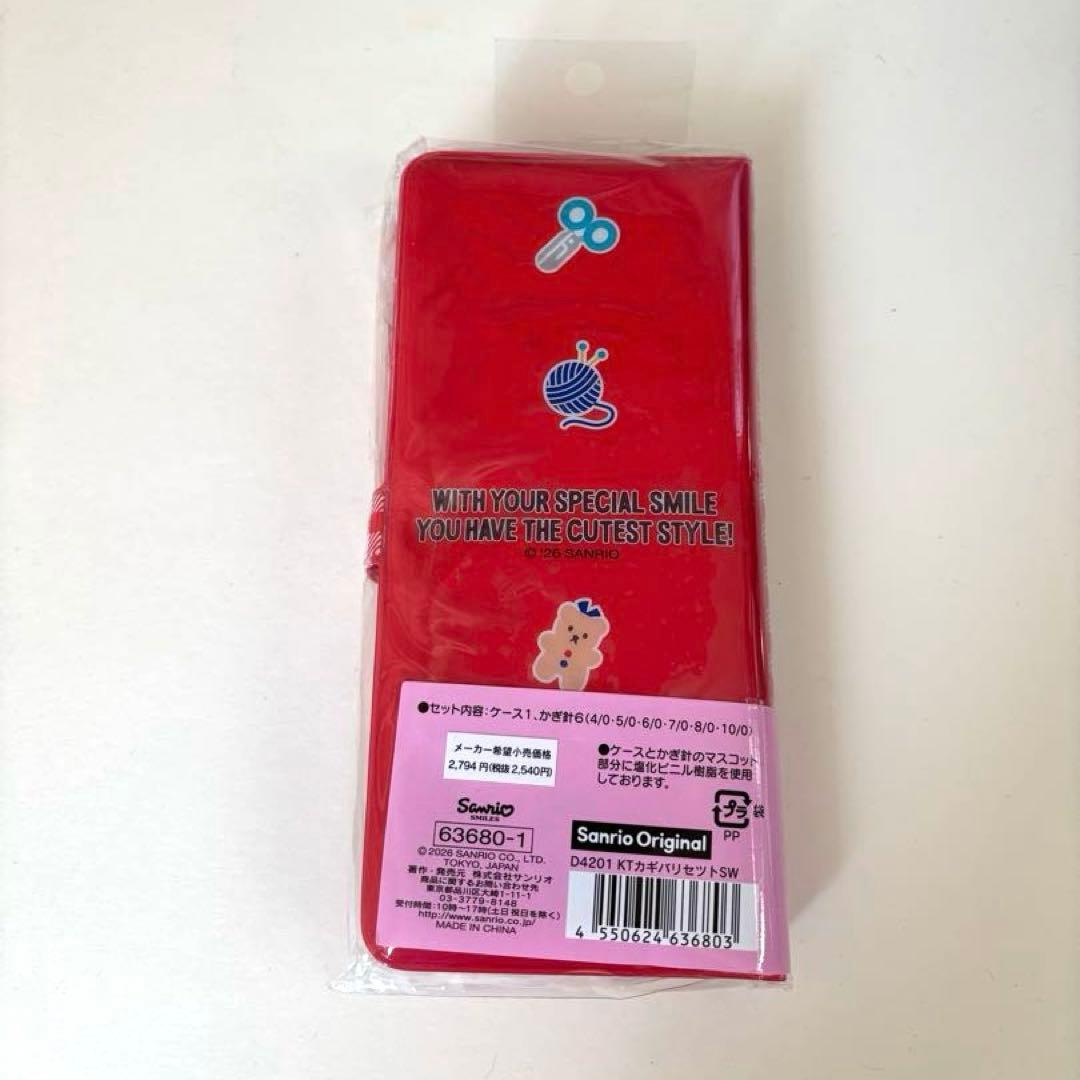 WITH YOUR SPECIAL SMILE
YOU HAVE THE CUTEST STYLE!
© '26 SANRIO
●セット内容:ケース1、かぎ針6(4/0・5/0・6/0・7/0・8/0・10/0)
メーカー希望小売価格
2,794円(税抜2,540円)
●ケースとかぎ針のマスコット
部分に塩化ビニル樹脂を使用
しております。
プラ 袋
PP
Sanrio
SMILES
63680-1
© 2026 SANRIO CO., LTD.
TOKYO, JAPAN
著作・発売元 株式会社サンリオ
商品に関するお問い合わせ先
東京都品川区大崎1-11-1
03-3779-8148
受付時間:10時~17時(土日祝日を除く)
http://www.sanrio.co.jp/
MADE IN CHINA
Sanrio Original
D4201 KTカギバリセットSW
4 550624 636803